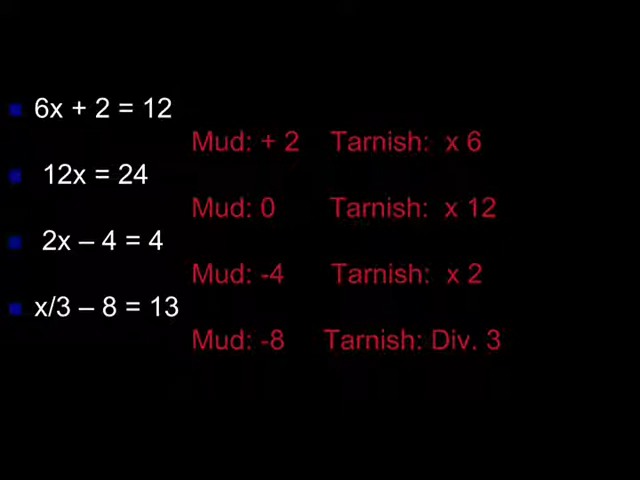 6x + 2 = 12
Mud: + 2 Tarnish: x 6
12x = 24
Mud: 0 Tarnish: x 12
2x – 4 = 4
Mud: -4 Tarnish: x 2
x/3 – 8 = 13
Mud: -8 Tarnish: Div. 3